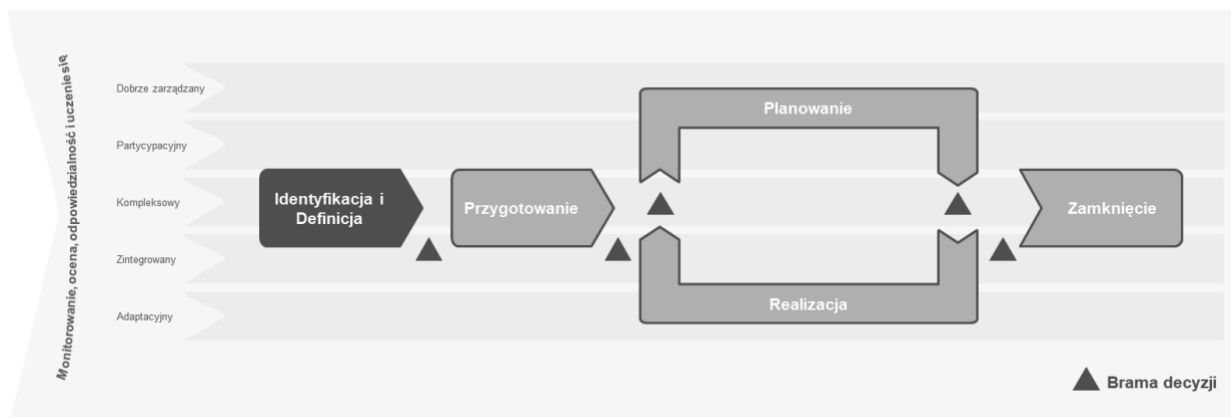 Monitorowanie, ocena, odpowiedzialność i uczenie się
Dobrze zarządzany
Partycypacyjny
Kompleksowy
Zintegrowany
Adaptacyjny
Identyfikacja i
Definicja
Przygotowanie
Planowanie
Realizacja
Zamknięcie
Brama decyzji